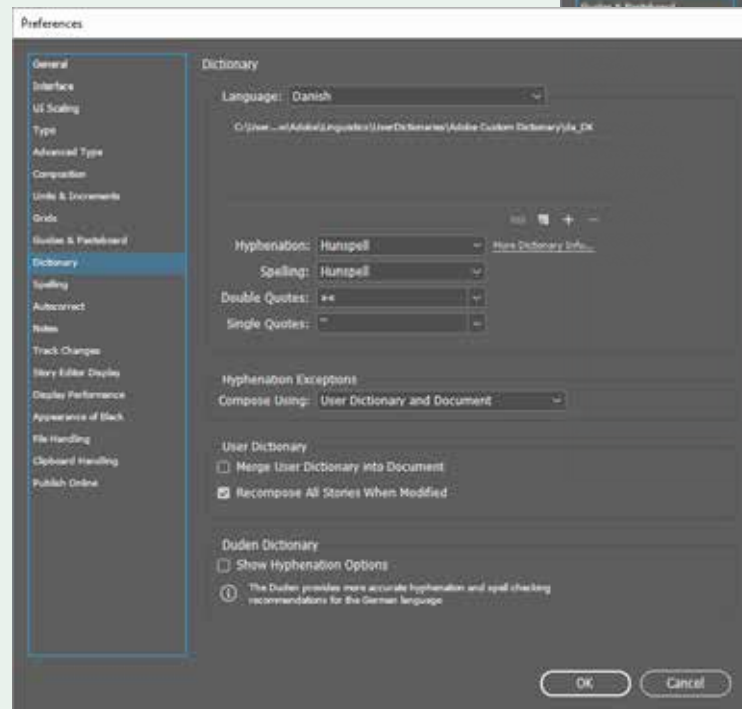 Preferences
General
Interface
UI Scaling
Type
Advanced Type
Composition
Units & Increments
Grids
Guides & Pasteboard
Dictionary
Spelling
Autocorrect
Notes
Track Changes
Story Editor Display
Display Performance
Appearance of Black
File Handling
Clipboard Handling
Publish Online
Dictionary
Language: Danish
Hyphenation: Hunspell
More Dictionary Info...
Spelling: Hunspell
Double Quotes: »«
Single Quotes:
Hyphenation Exceptions
Compose Using: User Dictionary and Document
User Dictionary
Merge User Dictionary into Document
Recompose All Stories When Modified
Duden Dictionary
Show Hyphenation Options
The Duden provides more accurate hyphenation and spell checking
recommendations for the German language
OK Cancel